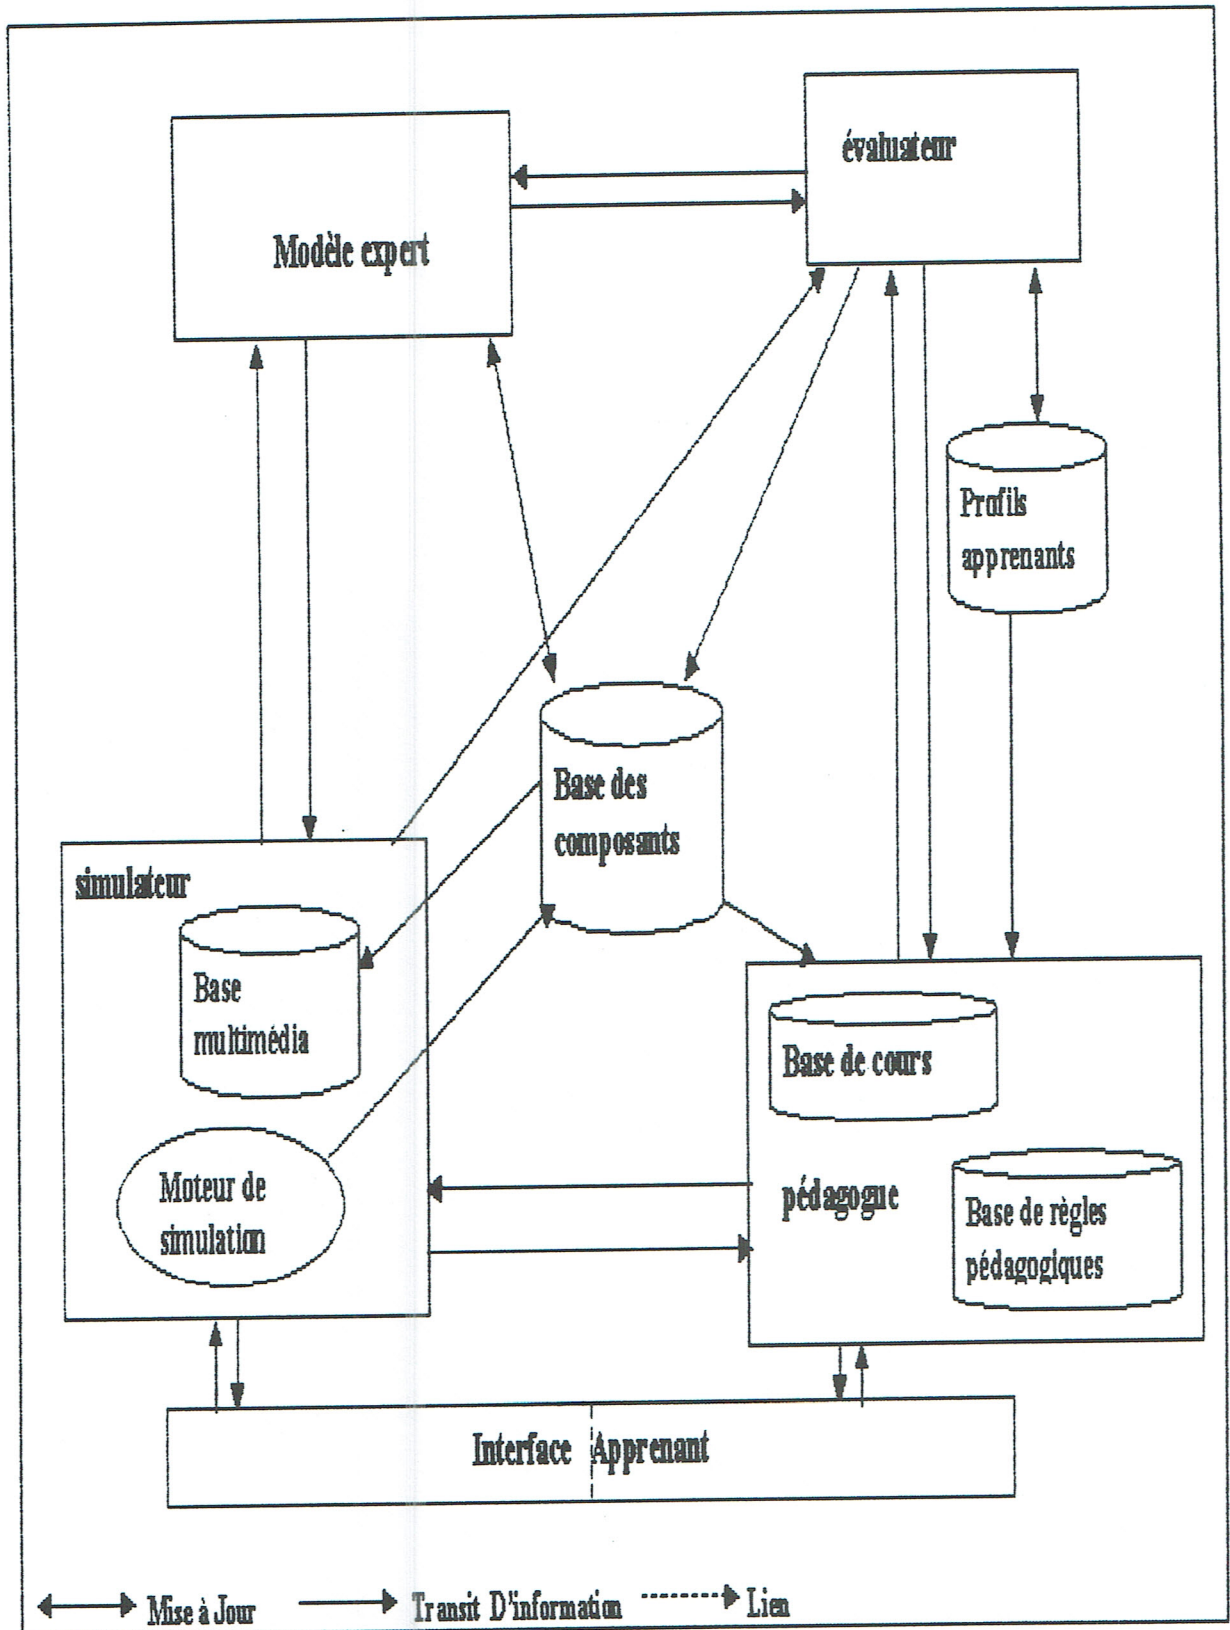 évaluateur
Modèle expert
Profils
apprenants
Base des
composants
simulateur
Base
multimédia
Base de cours
Moteur de
simulation
pédagogue
Base de règles
pédagogiques
Interface Apprenant
Mise à Jour Transit D'information Lien